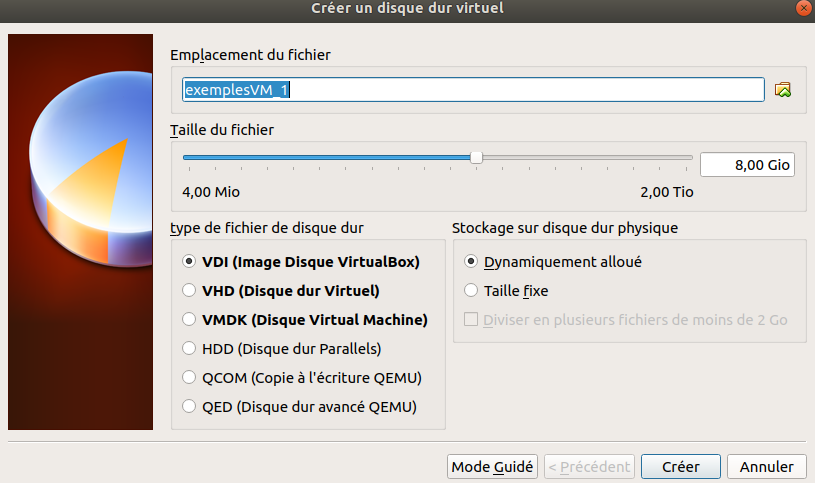 Créer un disque dur virtuel
Emplacement du fichier
exemplesVM_1
Taille du fichier
8,00 Gio
4,00 Mio 2,00 Tio
type de fichier de disque dur
VDI (Image Disque VirtualBox)
VHD (Disque dur Virtuel)
VMDK (Disque Virtual Machine)
HDD (Disque dur Parallels)
QCOM (Copie à l'écriture QEMU)
QED (Disque dur avancé QEMU)
Stockage sur disque dur physique
Dynamiquement alloué
Taille fixe
Diviser en plusieurs fichiers de moins de 2 Go
Mode Guidé < Précédent Créer Annuler